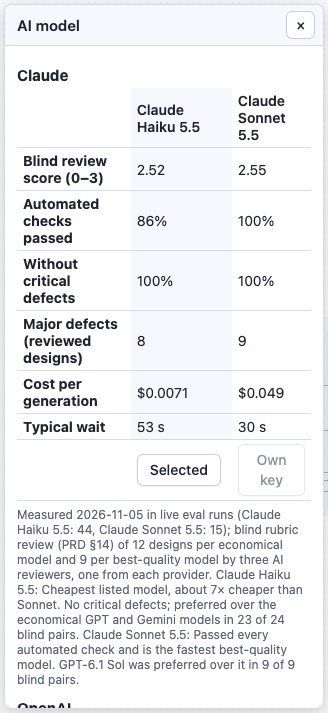 AI model
×
Claude
Claude Haiku 5.5
Claude Sonnet 5.5
Blind review score (0–3)
2.52
2.55
Automated checks passed
86%
100%
Without critical defects
100%
100%
Major defects (reviewed designs)
8
9
Cost per generation
$0.0071
$0.049
Typical wait
53 s
30 s
Selected
Own key
Measured 2026-11-05 in live eval runs (Claude
Haiku 5.5: 44, Claude Sonnet 5.5: 15); blind rubric
review (PRD §14) of 12 designs per economical
model and 9 per best-quality model by three AI
reviewers, one from each provider. Claude Haiku
5.5: Cheapest listed model, about 7× cheaper than
Sonnet. No critical defects; preferred over the
economical GPT and Gemini models in 23 of 24
blind pairs. Claude Sonnet 5.5: Passed every
automated check and is the fastest best-quality
model. GPT-6.1 Sol was preferred over it in 9 of 9
blind pairs.
OpenAI